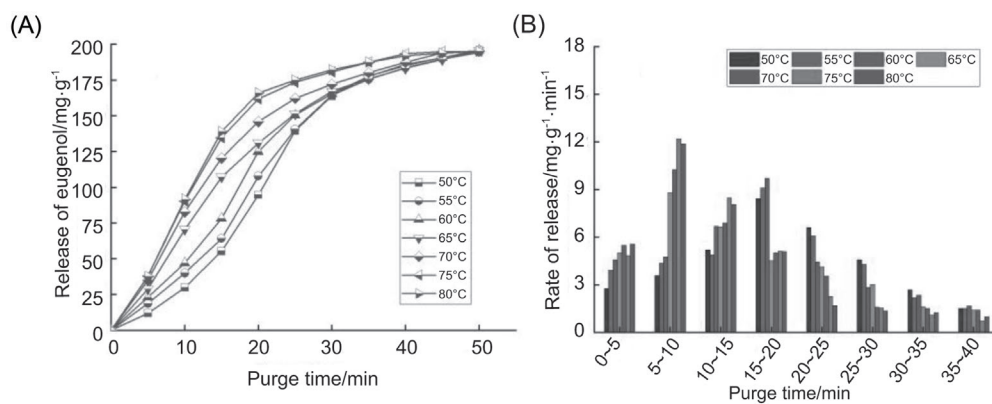 (A)
200
175
150
125
100
75
50
25
0
Release of eugenol/mg·g⁻¹
50°C
55°C
60°C
65°C
70°C
75°C
80°C
0 10 20 30 40 50
Purge time/min
(B)
18
15
12
9
6
3
0
Rate of release/mg·g⁻¹·min⁻¹
50°C 55°C 60°C 65°C
70°C 75°C 80°C
0~5 5~10 10~15 15~20 20~25 25~30 30~35 35~40
Purge time/min